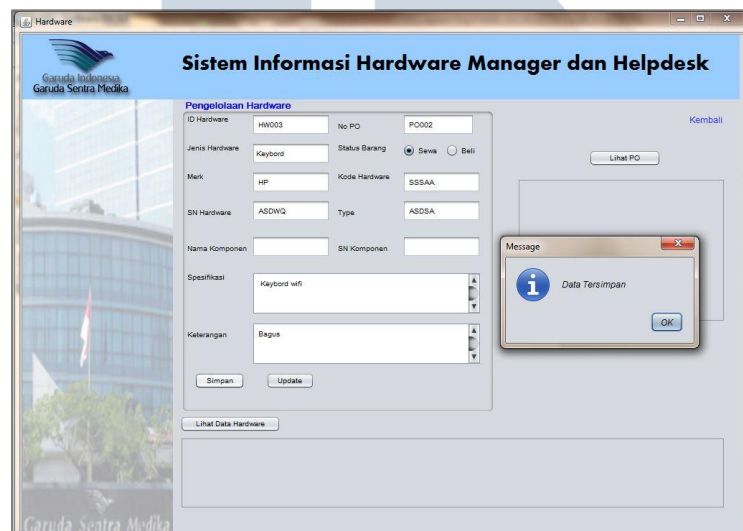 Hardware
Garuda Indonesia
Garuda Sentra Medika
Sistem Informasi Hardware Manager dan Helpdesk
Pengelolaan Hardware
Kembali
ID Hardware HW003 No PO PO002
Jenis Hardware Keybord Status Barang Sewa Beli
Lihat PO
Merk HP Kode Hardware SSSAA
SN Hardware ASDWQ Type ASDSA
Nama Komponen SN Komponen
Message
Data Tersimpan
OK
Spesifikasi Keybord wifi
Keterangan Bagus
Simpan Update
Lihat Data Hardware
Garuda Sentra Medika